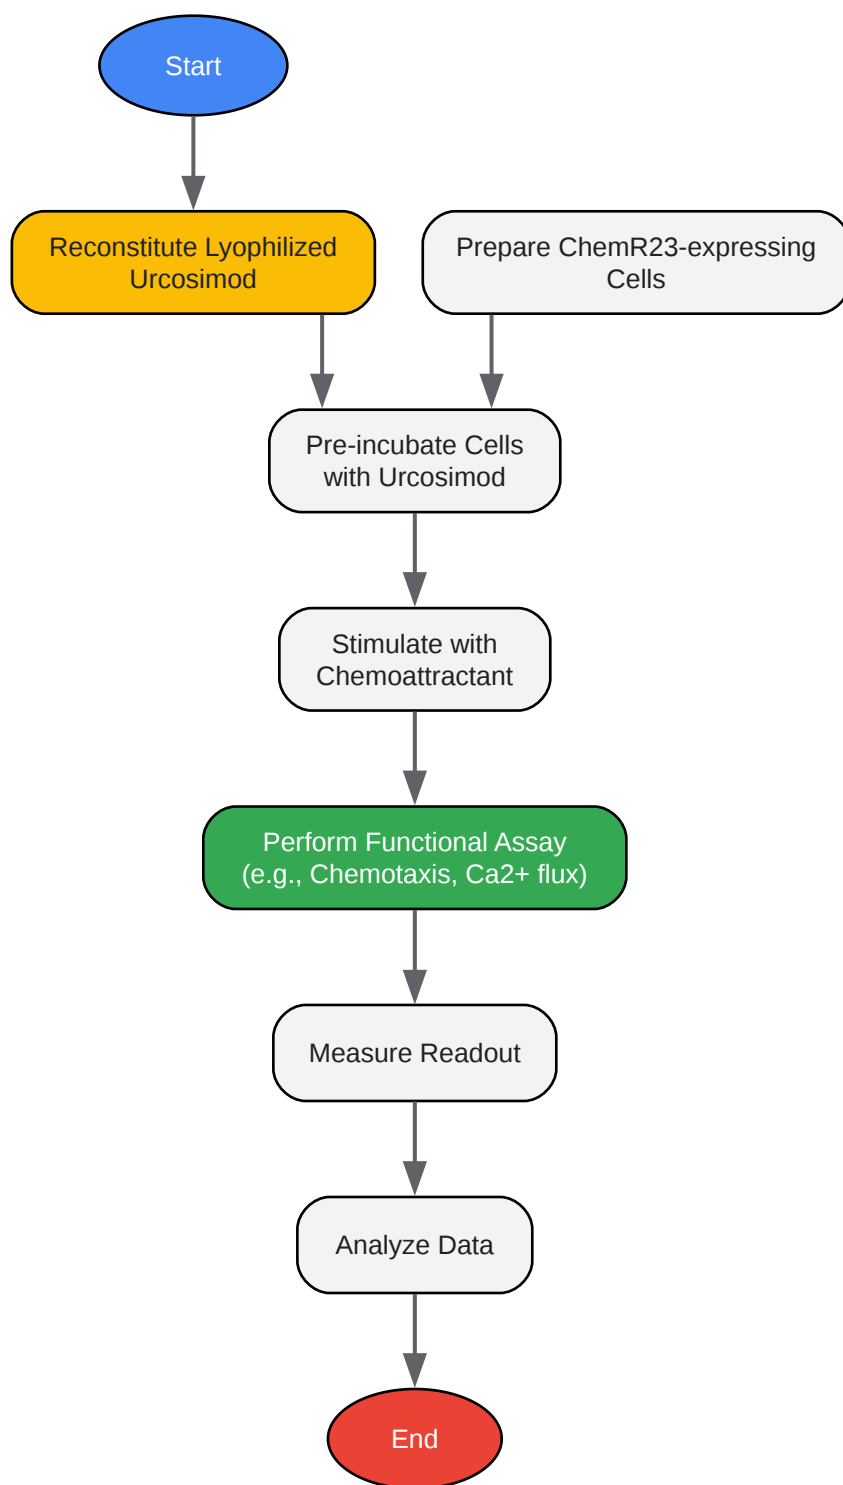 Start
Reconstitute Lyophilized
Urcosimod
Prepare ChemR23-expressing
Cells
Pre-incubate Cells
with Urcosimod
Stimulate with
Chemoattractant
Perform Functional Assay
(e.g., Chemotaxis, Ca2+ flux)
Measure Readout
Analyze Data
End